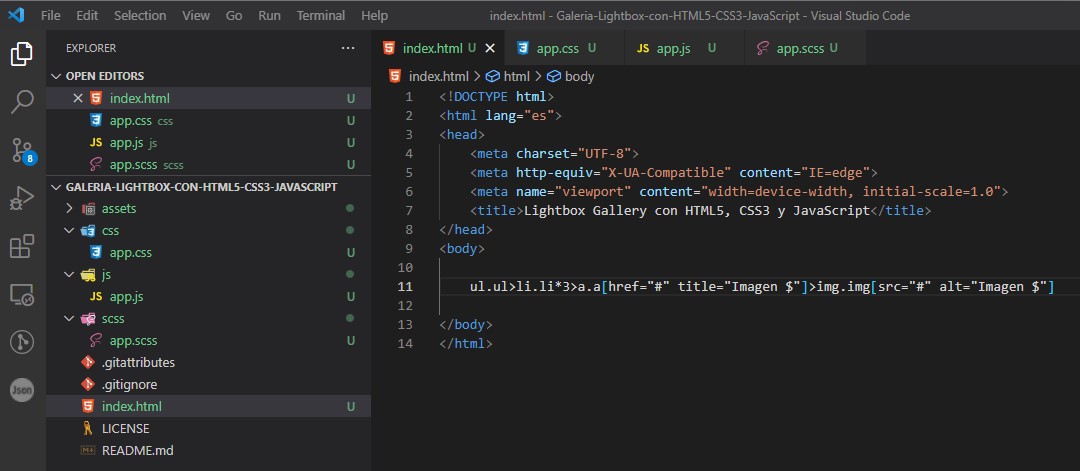 File Edit Selection View Go Run Terminal Help index.html - Galeria-Lightbox-con-HTML5-CSS3-JavaScript - Visual Studio Code
EXPLORER ···
OPEN EDITORS
index.html U
app.css css U
JS app.js js U
app.scss scss U
GALERIA-LIGHTBOX-CON-HTML5-CSS3-JAVASCRIPT
assets
css
app.css U
js
JS app.js U
scss
app.scss U
.gitattributes
.gitignore
index.html U
LICENSE
README.md
8
Json
index.html U app.css U JS app.js U app.scss U
index.html > html > body
1 <!DOCTYPE html>
2 <html lang="es">
3 <head>
4 <meta charset="UTF-8">
5 <meta http-equiv="X-UA-Compatible" content="IE=edge">
6 <meta name="viewport" content="width=device-width, initial-scale=1.0">
7 <title>Lightbox Gallery con HTML5, CSS3 y JavaScript</title>
8 </head>
9 <body>
10
11 ul.ul>li.li*3>a.a[href="#" title="Imagen $"]>img.img[src="#" alt="Imagen $"]
12
13 </body>
14 </html>